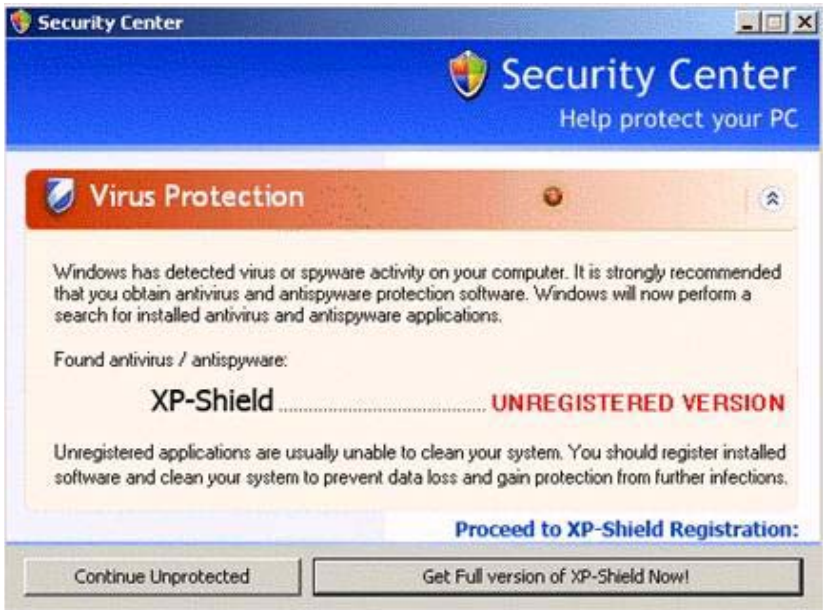 Security Center
Security Center
Help protect your PC
Virus Protection
Windows has detected virus or spyware activity on your computer. It is strongly recommended
that you obtain antivirus and antispyware protection software. Windows will now perform a
search for installed antivirus and antispyware applications.
Found antivirus / antispyware:
XP-Shield ........................................ UNREGISTERED VERSION
Unregistered applications are usually unable to clean your system. You should register installed
software and clean your system to prevent data loss and gain protection from further infections.
Proceed to XP-Shield Registration:
Continue Unprotected
Get Full version of XP-Shield Now!